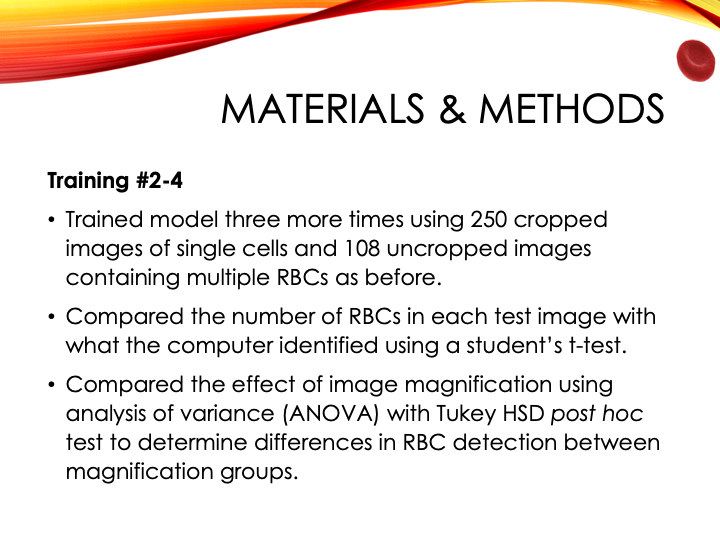 MATERIALS & METHODS
Training #2-4
• Trained model three more times using 250 cropped
images of single cells and 108 uncropped images
containing multiple RBCs as before.
• Compared the number of RBCs in each test image with
what the computer identified using a student’s t-test.
• Compared the effect of image magnification using
analysis of variance (ANOVA) with Tukey HSD post hoc
test to determine differences in RBC detection between
magnification groups.